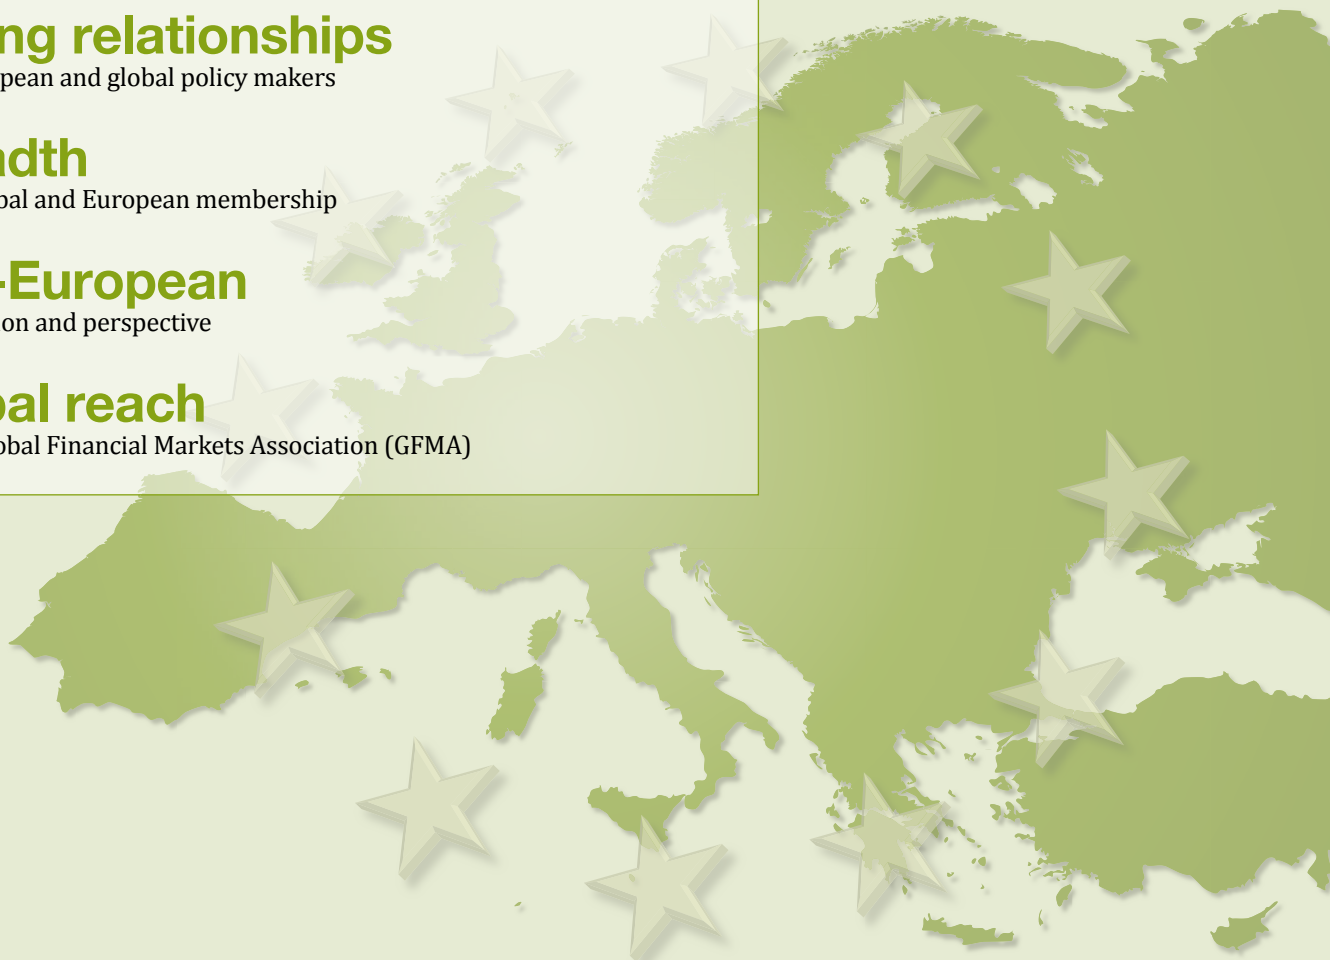 ng relationships
pean and global policy makers
adth
bal and European membership
-European
on and perspective
bal reach
obal Financial Markets Association (GFMA)